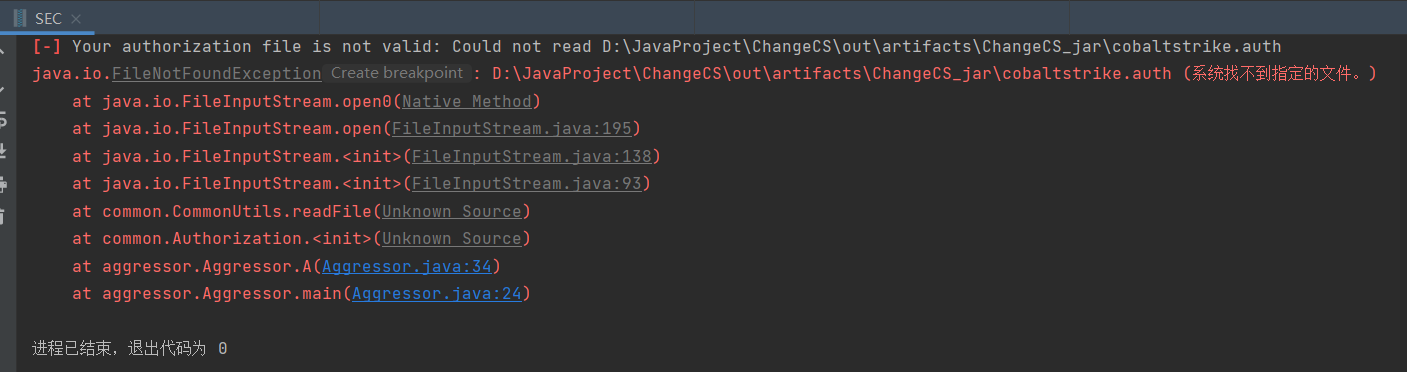 SEC
[-] Your authorization file is not valid: Could not read D:\JavaProject\ChangeCS\out\artifacts\ChangeCS_jar\cobaltstrike.auth
java.io.FileNotFoundException Create breakpoint : D:\JavaProject\ChangeCS\out\artifacts\ChangeCS_jar\cobaltstrike.auth (系统找不到指定的文件。)
at java.io.FileInputStream.open0(Native Method)
at java.io.FileInputStream.open(FileInputStream.java:195)
at java.io.FileInputStream.<init>(FileInputStream.java:138)
at java.io.FileInputStream.<init>(FileInputStream.java:93)
at common.CommonUtils.readFile(Unknown Source)
at common.Authorization.<init>(Unknown Source)
at aggressor.Aggressor.A(Aggressor.java:34)
at aggressor.Aggressor.main(Aggressor.java:24)
进程已结束，退出代码为 0